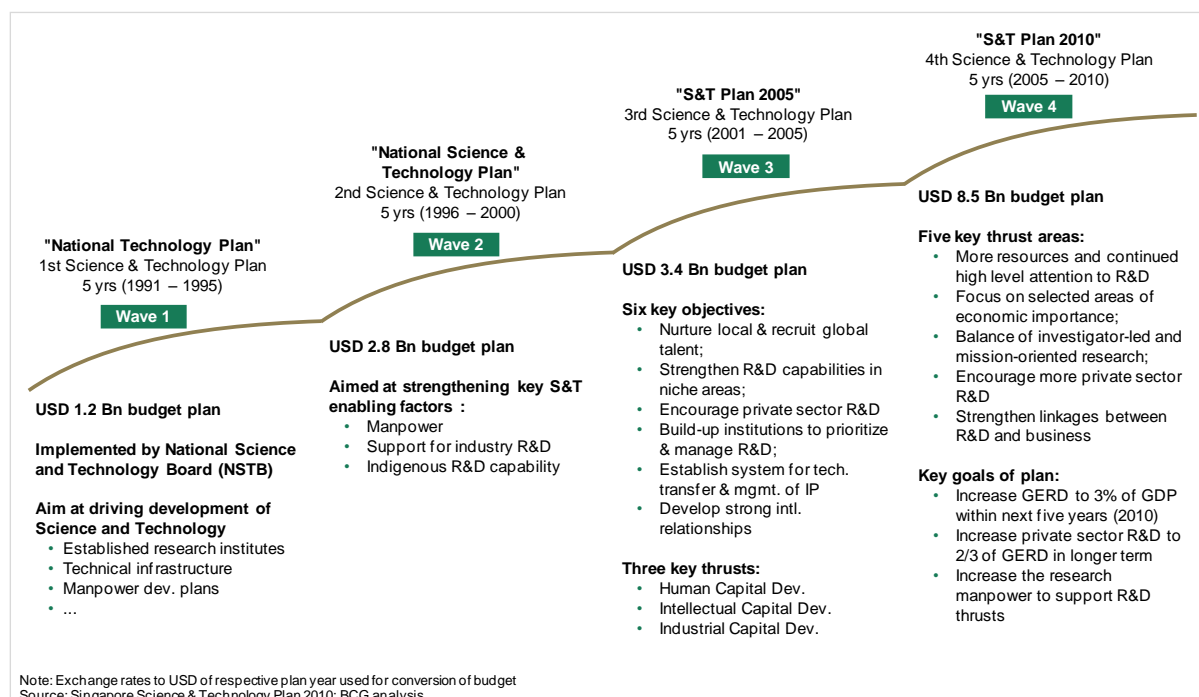 "National Technology Plan"
1st Science & Technology Plan
5 yrs (1991 – 1995)
Wave 1
USD 1.2 Bn budget plan
Implemented by National Science
and Technology Board (NSTB)
Aim at driving development of
Science and Technology
• Established research institutes
• Technical infrastructure
• Manpower dev. plans
• ...
"National Science &
Technology Plan"
2nd Science & Technology Plan
5 yrs (1996 – 2000)
Wave 2
USD 2.8 Bn budget plan
Aimed at strengthening key S&T
enabling factors :
• Manpower
• Support for industry R&D
• Indigenous R&D capability
"S&T Plan 2005"
3rd Science & Technology Plan
5 yrs (2001 – 2005)
Wave 3
USD 3.4 Bn budget plan
Six key objectives:
• Nurture local & recruit global
talent;
• Strengthen R&D capabilities in
niche areas;
• Encourage private sector R&D
• Build-up institutions to prioritize
& manage R&D;
• Establish system for tech.
transfer & mgmt. of IP
• Develop strong intl.
relationships
Three key thrusts:
• Human Capital Dev.
• Intellectual Capital Dev.
• Industrial Capital Dev.
"S&T Plan 2010"
4th Science & Technology Plan
5 yrs (2005 – 2010)
Wave 4
USD 8.5 Bn budget plan
Five key thrust areas:
• More resources and continued
high level attention to R&D
• Focus on selected areas of
economic importance;
• Balance of investigator-led and
mission-oriented research;
• Encourage more private sector
R&D
• Strengthen linkages between
R&D and business
Key goals of plan:
• Increase GERD to 3% of GDP
within next five years (2010)
• Increase private sector R&D to
2/3 of GERD in longer term
• Increase the research
manpower to support R&D
thrusts
Note: Exchange rates to USD of respective plan year used for conversion of budget
Source: Singapore Science & Technology Plan 2010; BCG analysis